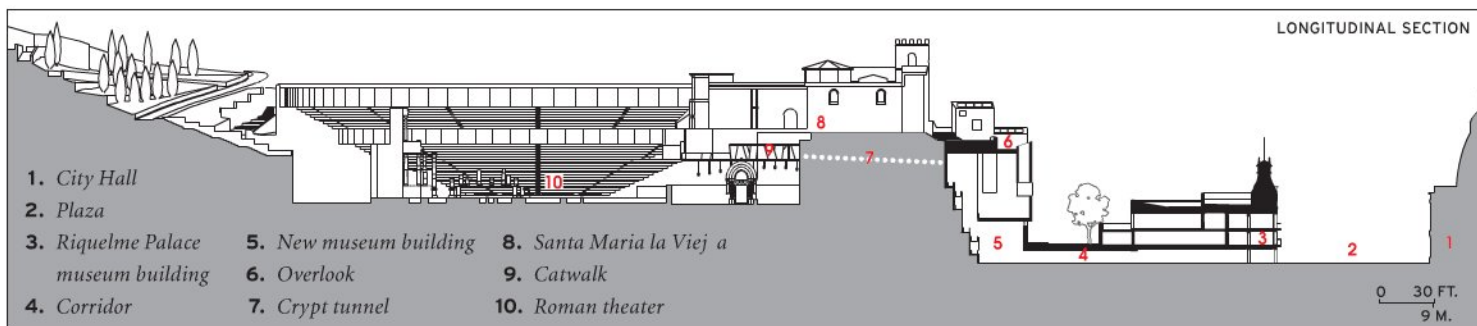 LONGITUDINAL SECTION
8
9
7
6
10
5
4
3
2
1
1. City Hall
2. Plaza
3. Riquelme Palace
museum building
4. Corridor
5. New museum building
6. Overlook
7. Crypt tunnel
8. Santa Maria la Viej a
9. Catwalk
10. Roman theater
0 30 FT.
9 M.